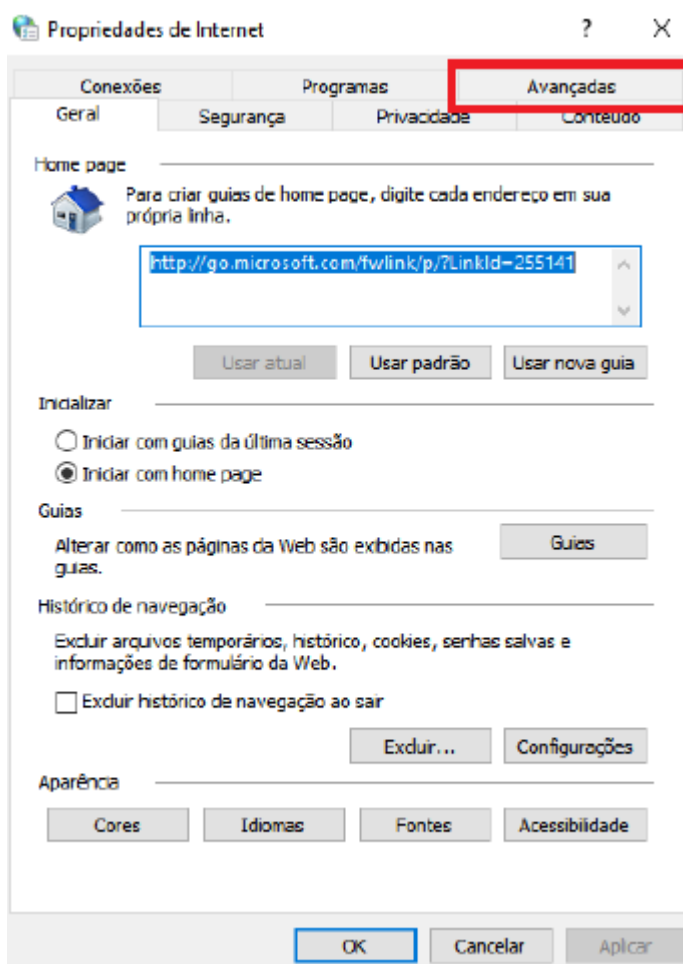 Propriedades de Internet ? X
Conexões Programas Avançadas
Geral Segurança Privacidade Conteúdo
Home page
Para criar guias de home page, digite cada endereço em sua
própria linha.
http://go.microsoft.com/fwlink/p/?LinkId=255141
Usar atual Usar padrão Usar nova guia
Inicializar
Iniciar com guias da última sessão
Iniciar com home page
Guias
Alterar como as páginas da Web são exibidas nas
guias.
Guias
Histórico de navegação
Excluir arquivos temporários, histórico, cookies, senhas salvas e
informações de formulário da Web.
Excluir histórico de navegação ao sair
Excluir... Configurações
Aparência
Cores Idiomas Fontes Acessibilidade
OK Cancelar Aplicar